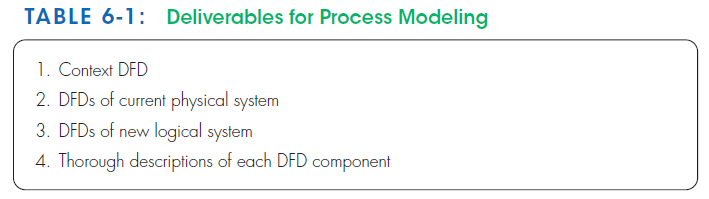 TABLE 6-1: Deliverables for Process Modeling
1. Context DFD
2. DFDs of current physical system
3. DFDs of new logical system
4. Thorough descriptions of each DFD component